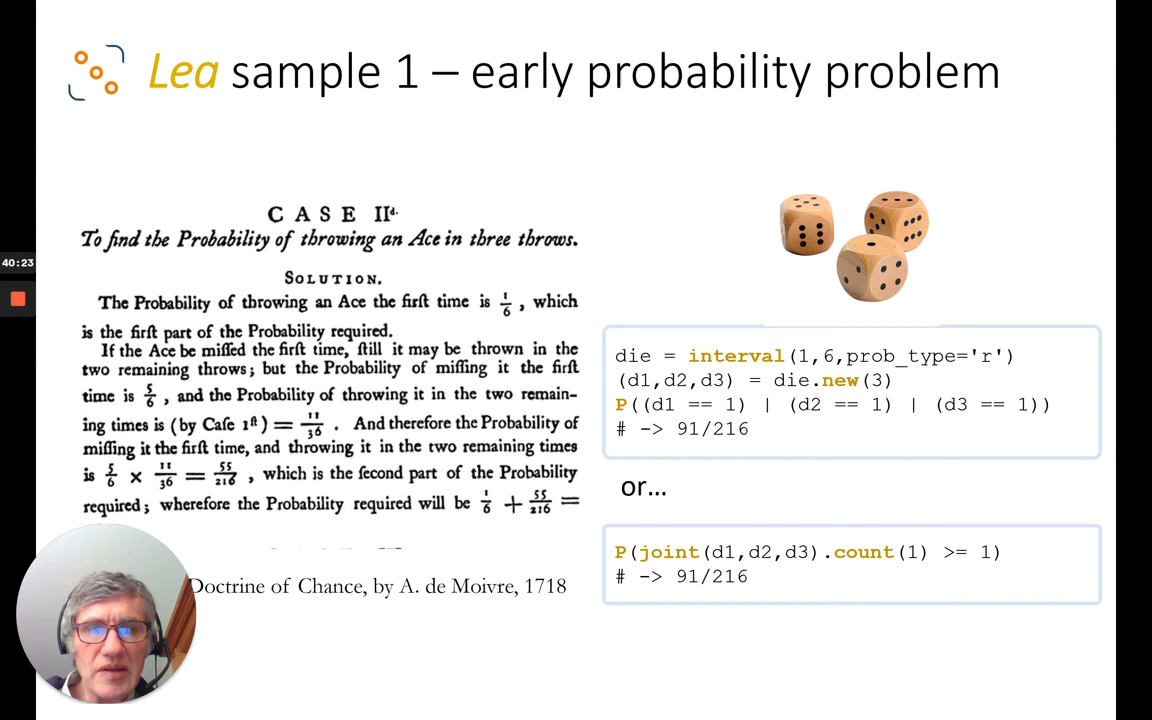 Lea sample 1 – early probability problem
CASE IIᵈ.
To find the Probability of throwing an Ace in three throws.
SOLUTION.
The Probability of throwing an Ace the firſt time is 1/6, which
is the firſt part of the Probability required.
If the Ace be miſſed the firſt time, ſtill it may be thrown in the
two remaining throws; but the Probability of miſſing it the firſt
time is 5/6, and the Probability of throwing it in the two remain-
ing times is (by Caſe 1ſt) = 11/36. And therefore the Probability of
miſſing it the firſt time, and throwing it in the two remaining times
is 5/6 × 11/36 = 55/216, which is the ſecond part of the Probability
required; wherefore the Probability required will be 1/6 + 55/216 =
Doctrine of Chance, by A. de Moivre, 1718
40:23
die = interval(1,6,prob_type='r')
(d1,d2,d3) = die.new(3)
P((d1 == 1) | (d2 == 1) | (d3 == 1))
# -> 91/216
or...
P(joint(d1,d2,d3).count(1) >= 1)
# -> 91/216